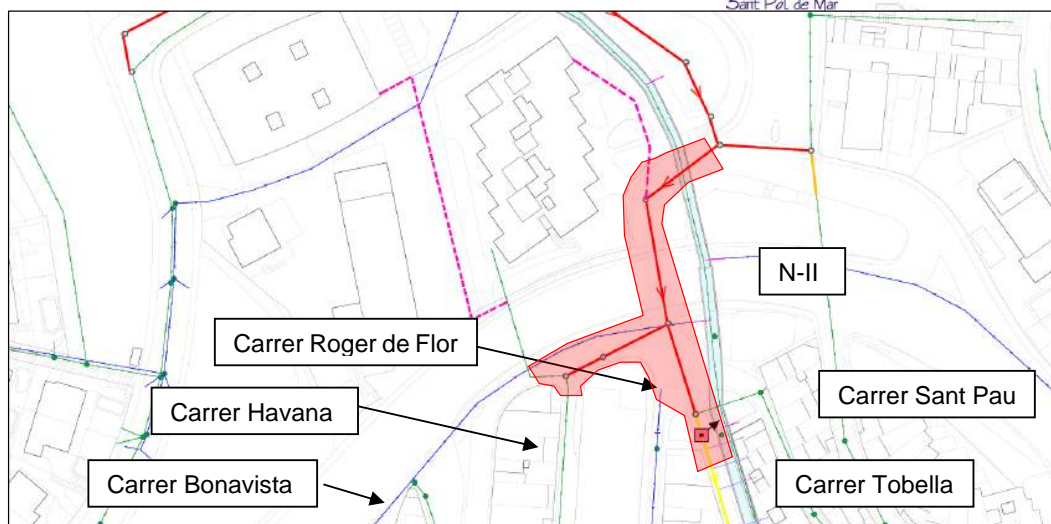 Sant Pol de Mar
N-II
Carrer Roger de Flor
Carrer Sant Pau
Carrer Havana
Carrer Bonavista
Carrer Tobella